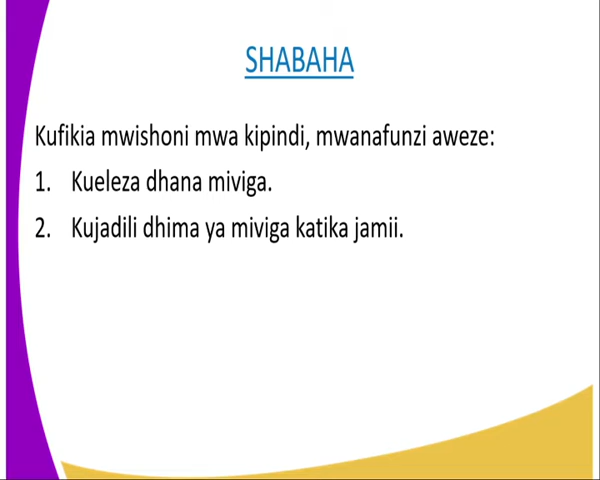 SHABAHA
Kufikia mwishoni mwa kipindi, mwanafunzi aweze:
1. Kueleza dhana miviga.
2. Kujadili dhima ya miviga katika jamii.